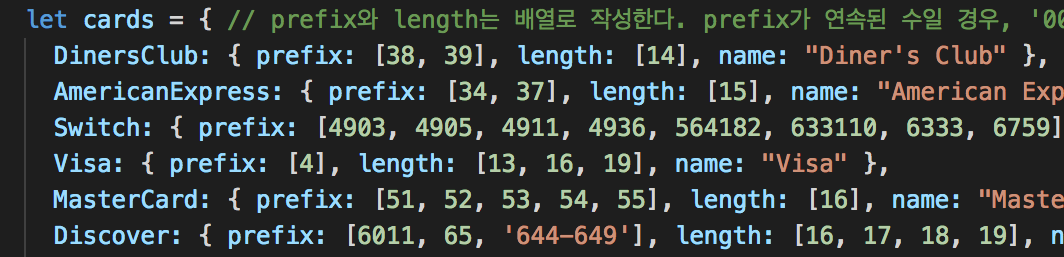 let cards = { // prefix와 length는 배열로 작성한다. prefix가 연속된 수일 경우, '00
DinersClub: { prefix: [38, 39], length: [14], name: "Diner's Club" },
AmericanExpress: { prefix: [34, 37], length: [15], name: "American Exp
Switch: { prefix: [4903, 4905, 4911, 4936, 564182, 633110, 6333, 6759]
Visa: { prefix: [4], length: [13, 16, 19], name: "Visa" },
MasterCard: { prefix: [51, 52, 53, 54, 55], length: [16], name: "Maste
Discover: { prefix: [6011, 65, '644-649'], length: [16, 17, 18, 19], n